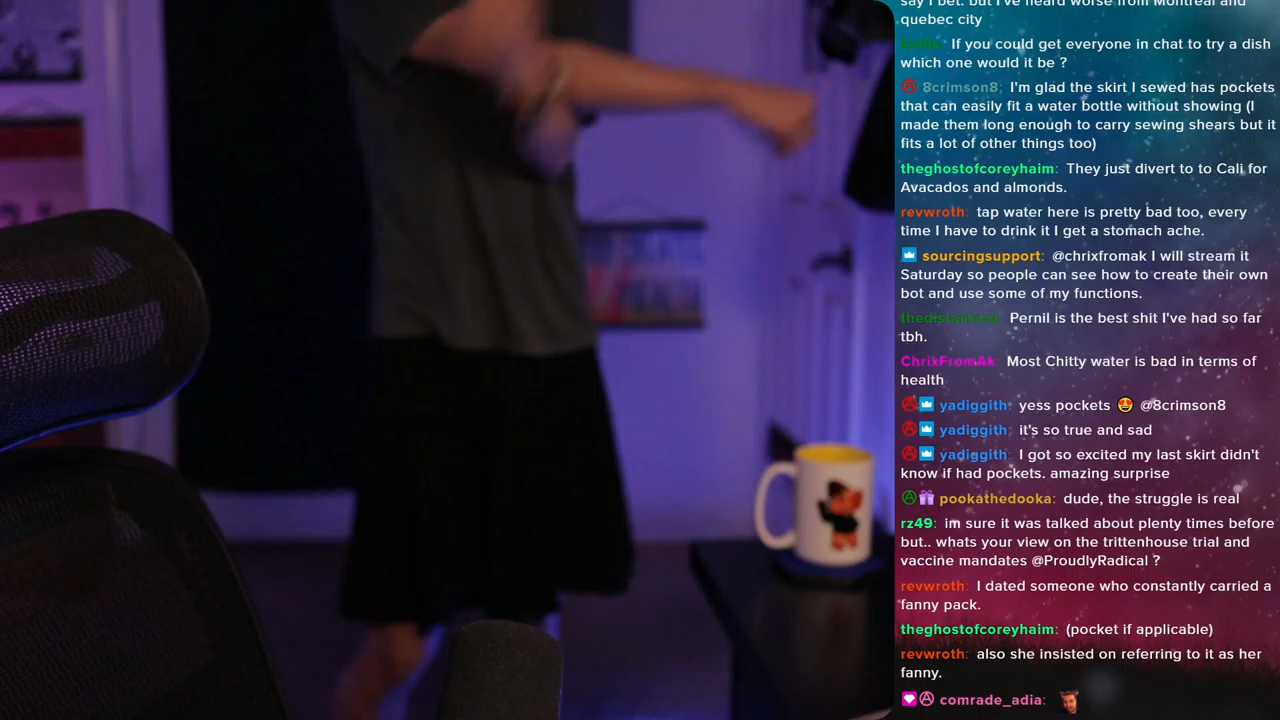 say I bet. but I've heard worse from Montreal and
quebec city
If you could get everyone in chat to try a dish
which one would it be ?
8crimson8: I'm glad the skirt I sewed has pockets
that can easily fit a water bottle without showing (I
made them long enough to carry sewing shears but it
fits a lot of other things too)
theghostofcoreyhaim: They just divert to to Cali for
Avacados and almonds.
revwroth: tap water here is pretty bad too, every
time I have to drink it I get a stomach ache.
sourcingsupport: @chrixfromak I will stream it
Saturday so people can see how to create their own
bot and use some of my functions.
Pernil is the best shit I've had so far
tbh.
ChrixFromAk: Most Chitty water is bad in terms of
health
yadiggith: yess pockets 😍 @8crimson8
yadiggith: it's so true and sad
yadiggith: I got so excited my last skirt didn't
know if had pockets. amazing surprise
pookathedooka: dude, the struggle is real
rz49: im sure it was talked about plenty times before
but.. whats your view on the trittenhouse trial and
vaccine mandates @ProudlyRadical ?
revwroth: I dated someone who constantly carried a
fanny pack.
theghostofcoreyhaim: (pocket if applicable)
revwroth: also she insisted on referring to it as her
fanny.
comrade_adia: